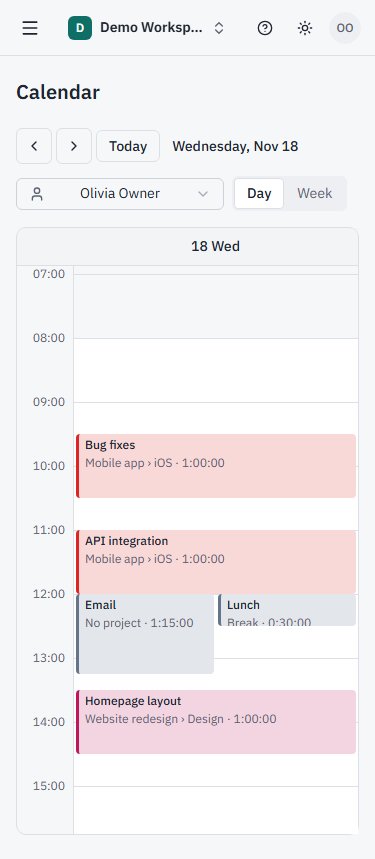 D Demo Worksp... OO
Calendar
Today Wednesday, Nov 18
Olivia Owner Day Week
18 Wed
07:00
08:00
09:00
Bug fixes
10:00 Mobile app › iOS · 1:00:00
11:00
API integration
Mobile app › iOS · 1:00:00
12:00
Email Lunch
No project · 1:15:00 Break · 0:30:00
13:00
Homepage layout
14:00 Website redesign › Design · 1:00:00
15:00